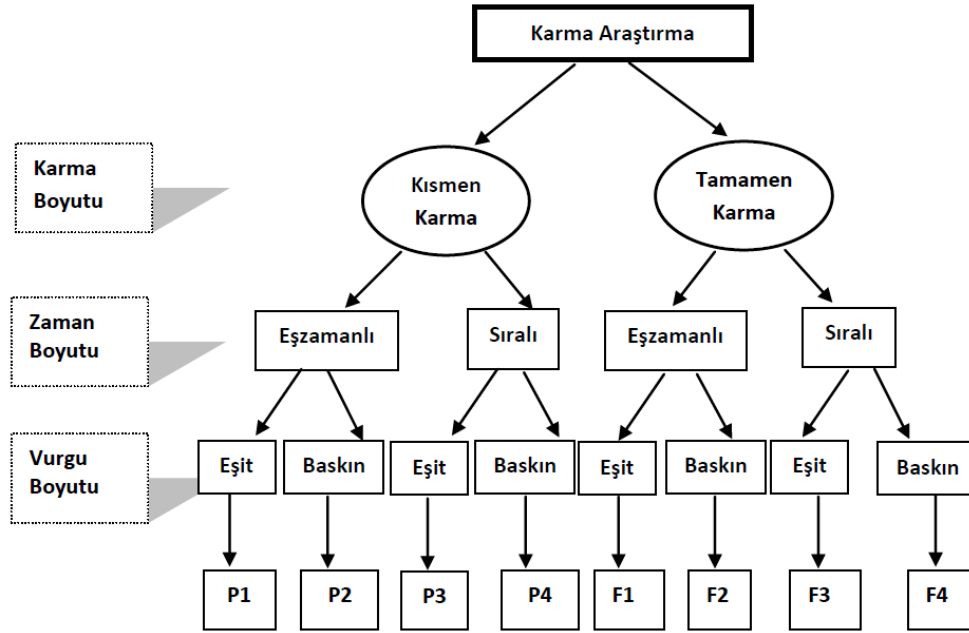 Karma Araştırma
Karma
Boyutu
Kısmen
Karma
Tamamen
Karma
Zaman
Boyutu
Eşzamanlı
Sıralı
Eşzamanlı
Sıralı
Vurgu
Boyutu
Eşit
Baskın
Eşit
Baskın
Eşit
Baskın
Eşit
Baskın
P1
P2
P3
P4
F1
F2
F3
F4